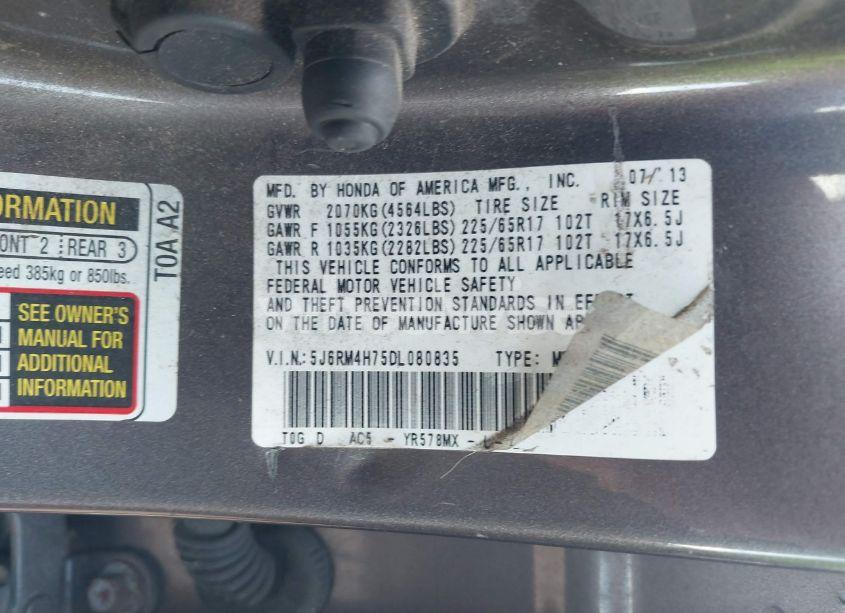 ORMATION
ONT 2 REAR 3
eed 385kg or 850lbs.
SEE OWNER'S
MANUAL FOR
ADDITIONAL
INFORMATION
T0A A2
MFD. BY HONDA OF AMERICA MFG., INC. 07/13
GVWR 2070KG(4564LBS) TIRE SIZE RIM SIZE
GAWR F 1055KG(2326LBS) 225/65R17 102T 17X6.5J
GAWR R 1035KG(2282LBS) 225/65R17 102T 17X6.5J
THIS VEHICLE CONFORMS TO ALL APPLICABLE
FEDERAL MOTOR VEHICLE SAFETY
AND THEFT PREVENTION STANDARDS IN EFFECT
ON THE DATE OF MANUFACTURE SHOWN AB
V.I.N.:5J6RM4H75DL080835 TYPE: M
T0G D AC5 - YR578MX -